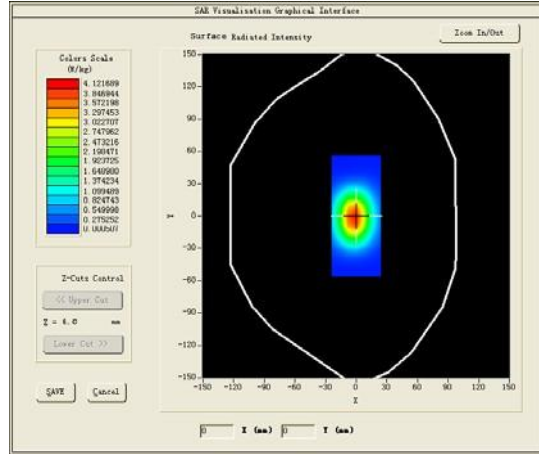 SAR Visualisation Graphical Interface
Surface Radiated Intensity
Zoom In/Out
Colors Scale
(W/kg)
4.121689
3.846944
3.572198
3.297453
3.022707
2.747962
2.473216
2.198471
1.923725
1.648980
1.374234
1.099489
0.824743
0.549998
0.275252
0.000507
Z-Cuts Control
<< Upper Cut
Z = 4.0 mm
Lower Cut >>
SAVE Cancel
150
120
90
60
30
0
-30
-60
-90
-120
-150
Y
-150 -120 -90 -60 -30 0 30 60 90 120 150
X
0 X (mm) 0 Y (mm)